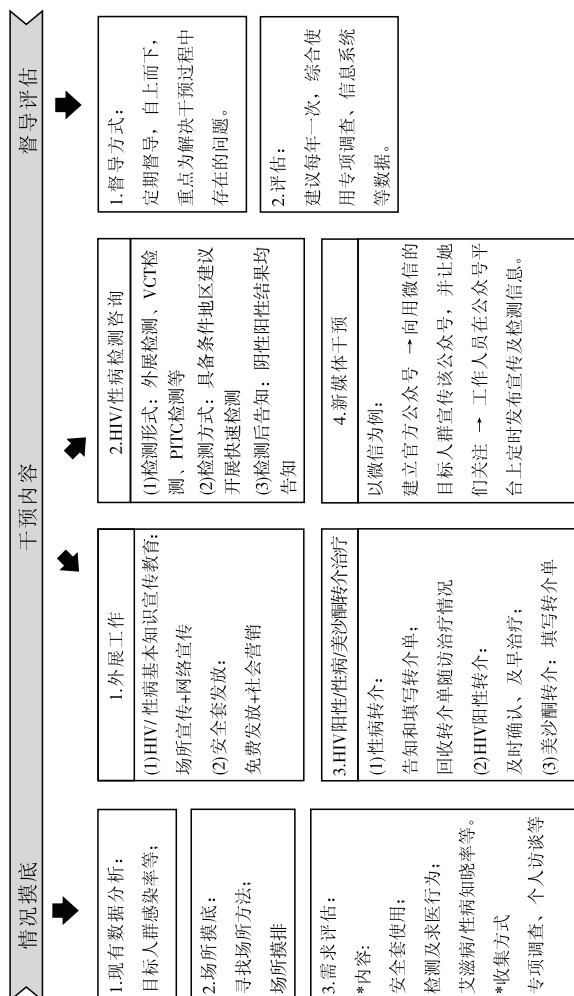 情况摸底
1.现有数据分析：
目标人群感染率等；
2.场所摸底：
寻找场所方法；
场所摸排
3.需求评估：
*内容:
安全套使用；
检测及求医行为；
艾滋病/性病知晓率等。
*收集方式
专项调查、个人访谈等
干预内容
1.外展工作
(1)HIV/性病基本知识宣传教育:
场所宣传+网络宣传
(2)安全套发放：
免费发放+社会营销
2.HIV/性病检测咨询
(1)检测形式：外展检测、VCT检
测、PITC检测等
(2)检测方式：具备条件地区建议
开展快速检测
(3)检测后告知：阴性阳性结果均
告知
3.HIV阳性/性病/美沙酮转介治疗
(1)性病转介：
告知和填写转介单；
回收转介单随访治疗情况
(2)HIV阳性转介：
及时确认、及早治疗；
(3)美沙酮转介：填写转介单
4.新媒体干预
以微信为例：
建立官方公众号 →向用微信的
目标人群宣传该公众号，并让她
们关注 → 工作人员在公众号平
台上定时发布宣传及检测信息。
督导评估
1.督导方式：
定期督导，自上而下，
重点为解决干预过程中
存在的问题。
2.评估：
建议每年一次，综合使
用专项调查、信息系统
等数据。